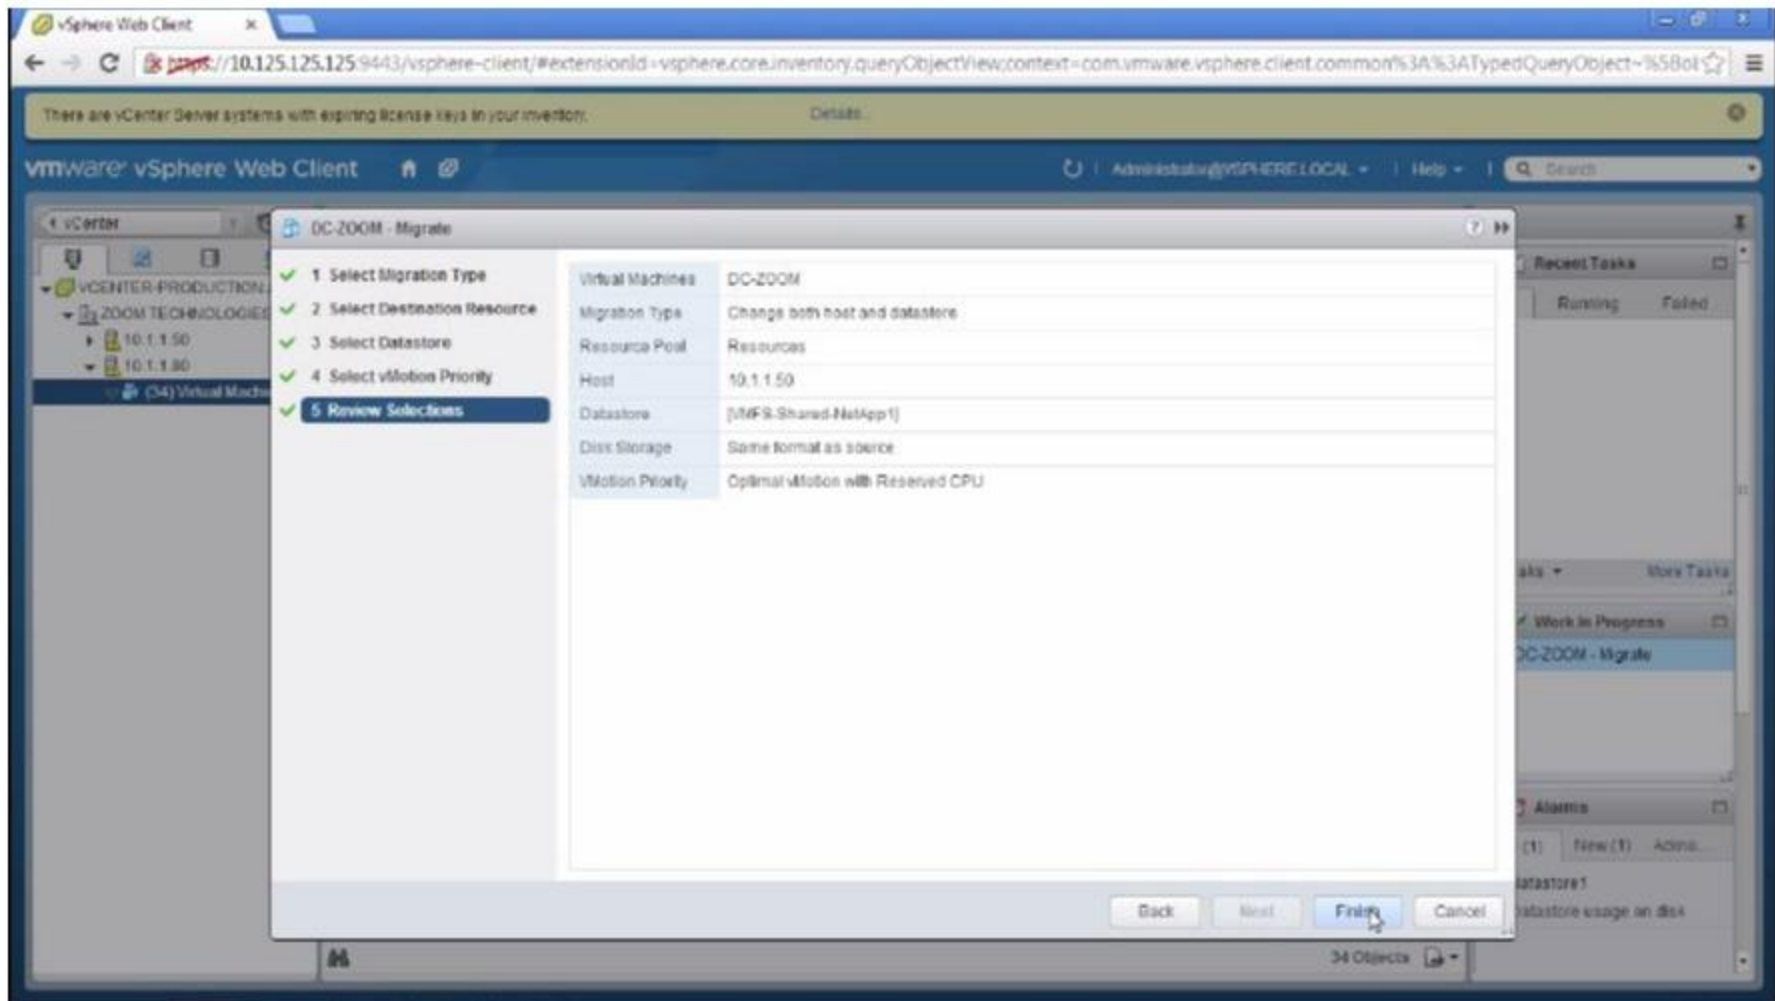 vSphere Web Client
https://10.125.125.125:9443/vsphere-client/#extensionId=vsphere.core.inventory.queryObjectView;context=com.vmware.vsphere.client.common%3A%3ATypedQueryObject~%5B
There are vCenter Server systems with expiring license keys in your inventory. Details...
vmware vSphere Web Client
Administrator@VSPHERE.LOCAL
Help
Search
vCenter
VCENTER-PRODUCTION
ZOOM TECHNOLOGIES
10.1.1.50
10.1.1.80
(34) Virtual Machi
DC-ZOOM - Migrate
1 Select Migration Type
2 Select Destination Resource
3 Select Datastore
4 Select vMotion Priority
5 Review Selections
Virtual Machines DC-ZOOM
Migration Type Change both host and datastore
Resource Pool Resources
Host 10.1.1.50
Datastore [VMFS-Shared-NetApp1]
Disk Storage Same format as source
vMotion Priority Optimal vMotion with Reserved CPU
Back Next Finish Cancel
34 Objects
Recent Tasks
Running Failed
asks More Tasks
Work In Progress
DC-ZOOM - Migrate
Alarms
(1) New (1) Ackno...
datastore1
Datastore usage on disk